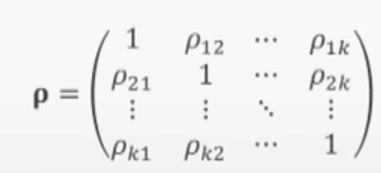 1 ρ₁₂ ⋯ ρ₁ₖ
ρ = ρ₂₁ 1 ⋯ ρ₂ₖ
⋮ ⋮ ⋱ ⋮
ρₖ₁ ρₖ₂ ⋯ 1